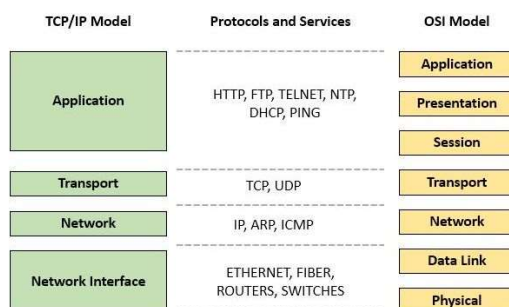 TCP/IP Model
Protocols and Services
OSI Model
Application
HTTP, FTP, TELNET, NTP,
DHCP, PING
Application
Presentation
Session
Transport
TCP, UDP
Transport
Network
IP, ARP, ICMP
Network
Network Interface
ETHERNET, FIBER,
ROUTERS, SWITCHES
Data Link
Physical